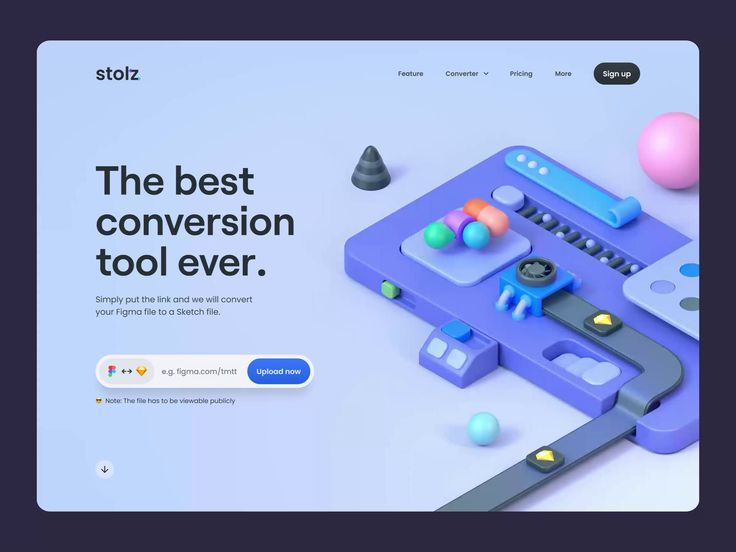 stolz
Feature
Converter
Pricing
More
Sign up
The best
conversion
tool ever.
Simply put the link and we will convert
your Figma file to a Sketch file.
e.g. figma.com/tmtt
Upload now
😎 Note: The file has to be viewable publicly